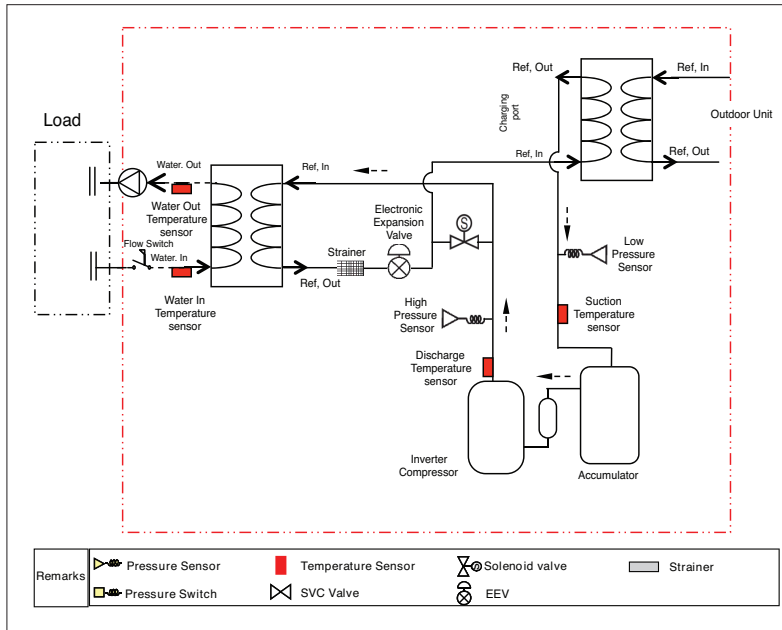 Ref, Out
Ref, In
Charging
port
Outdoor Unit
Load
Water. Out
Ref, In
Ref, In
Ref, Out
Water Out
Temperature
sensor
Electronic
Expansion
Valve
S
Flow Switch
Water. In
Strainer
Low
Pressure
Sensor
Ref, Out
Water In
Temperature
sensor
High
Pressure
Sensor
Suction
Temperature
sensor
Discharge
Temperature
sensor
Inverter
Compressor
Accumulator
Remarks
Pressure Sensor
Temperature Sensor
Solenoid valve
Strainer
Pressure Switch
SVC Valve
EEV